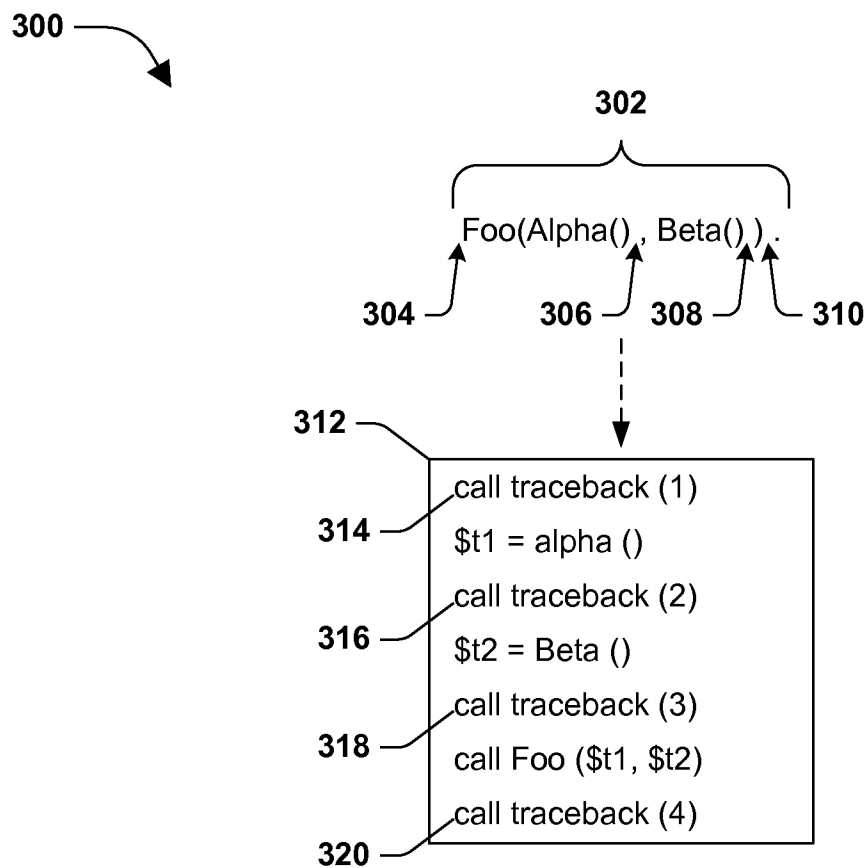 300
302
Foo(Alpha() , Beta() ) .
304 306 308 310
312
call traceback (1)
314
$t1 = alpha ()
call traceback (2)
316
$t2 = Beta ()
call traceback (3)
318
call Foo ($t1, $t2)
call traceback (4)
320